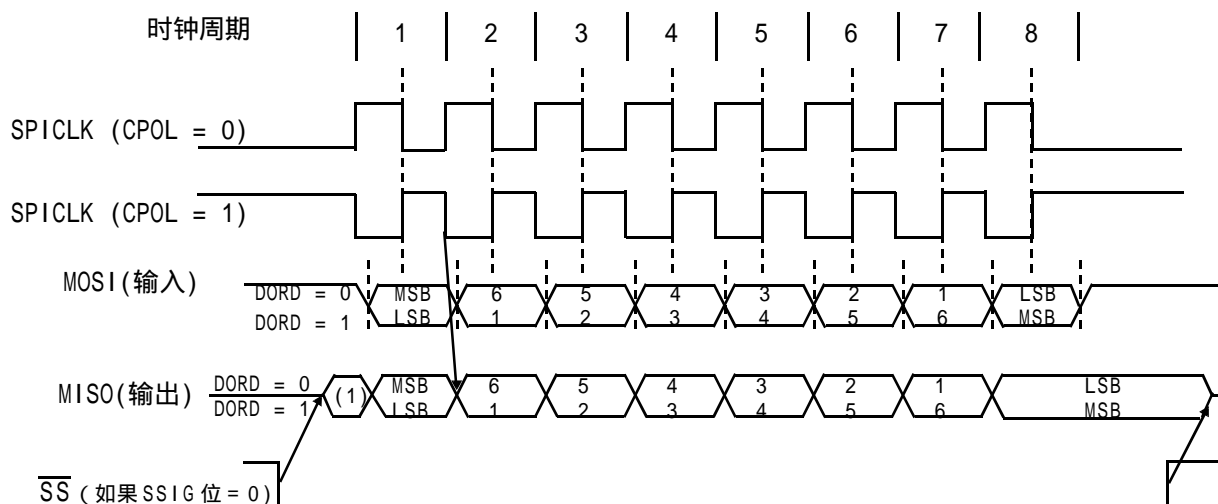 时钟周期 1 2 3 4 5 6 7 8
SPICLK (CPOL = 0)
SPICLK (CPOL = 1)
MOSI(输入)
DORD = 0 MSB 6 5 4 3 2 1 LSB
DORD = 1 LSB 1 2 3 4 5 6 MSB
MISO(输出)
DORD = 0 (1) MSB 6 5 4 3 2 1 LSB
DORD = 1 LSB 1 2 3 4 5 6 MSB
SS (如果SSIG位=0)